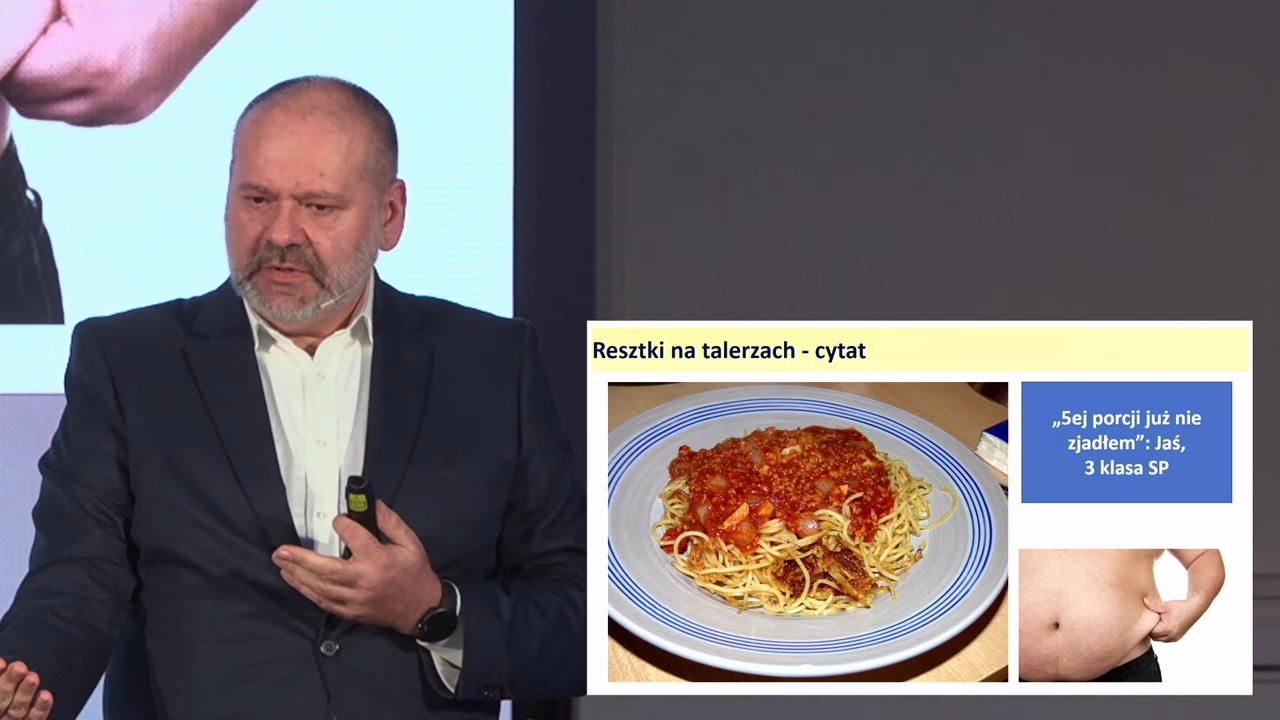 Resztki na talerzach - cytat
„5ej porcji już nie
zjadłem”: Jaś,
3 klasa SP